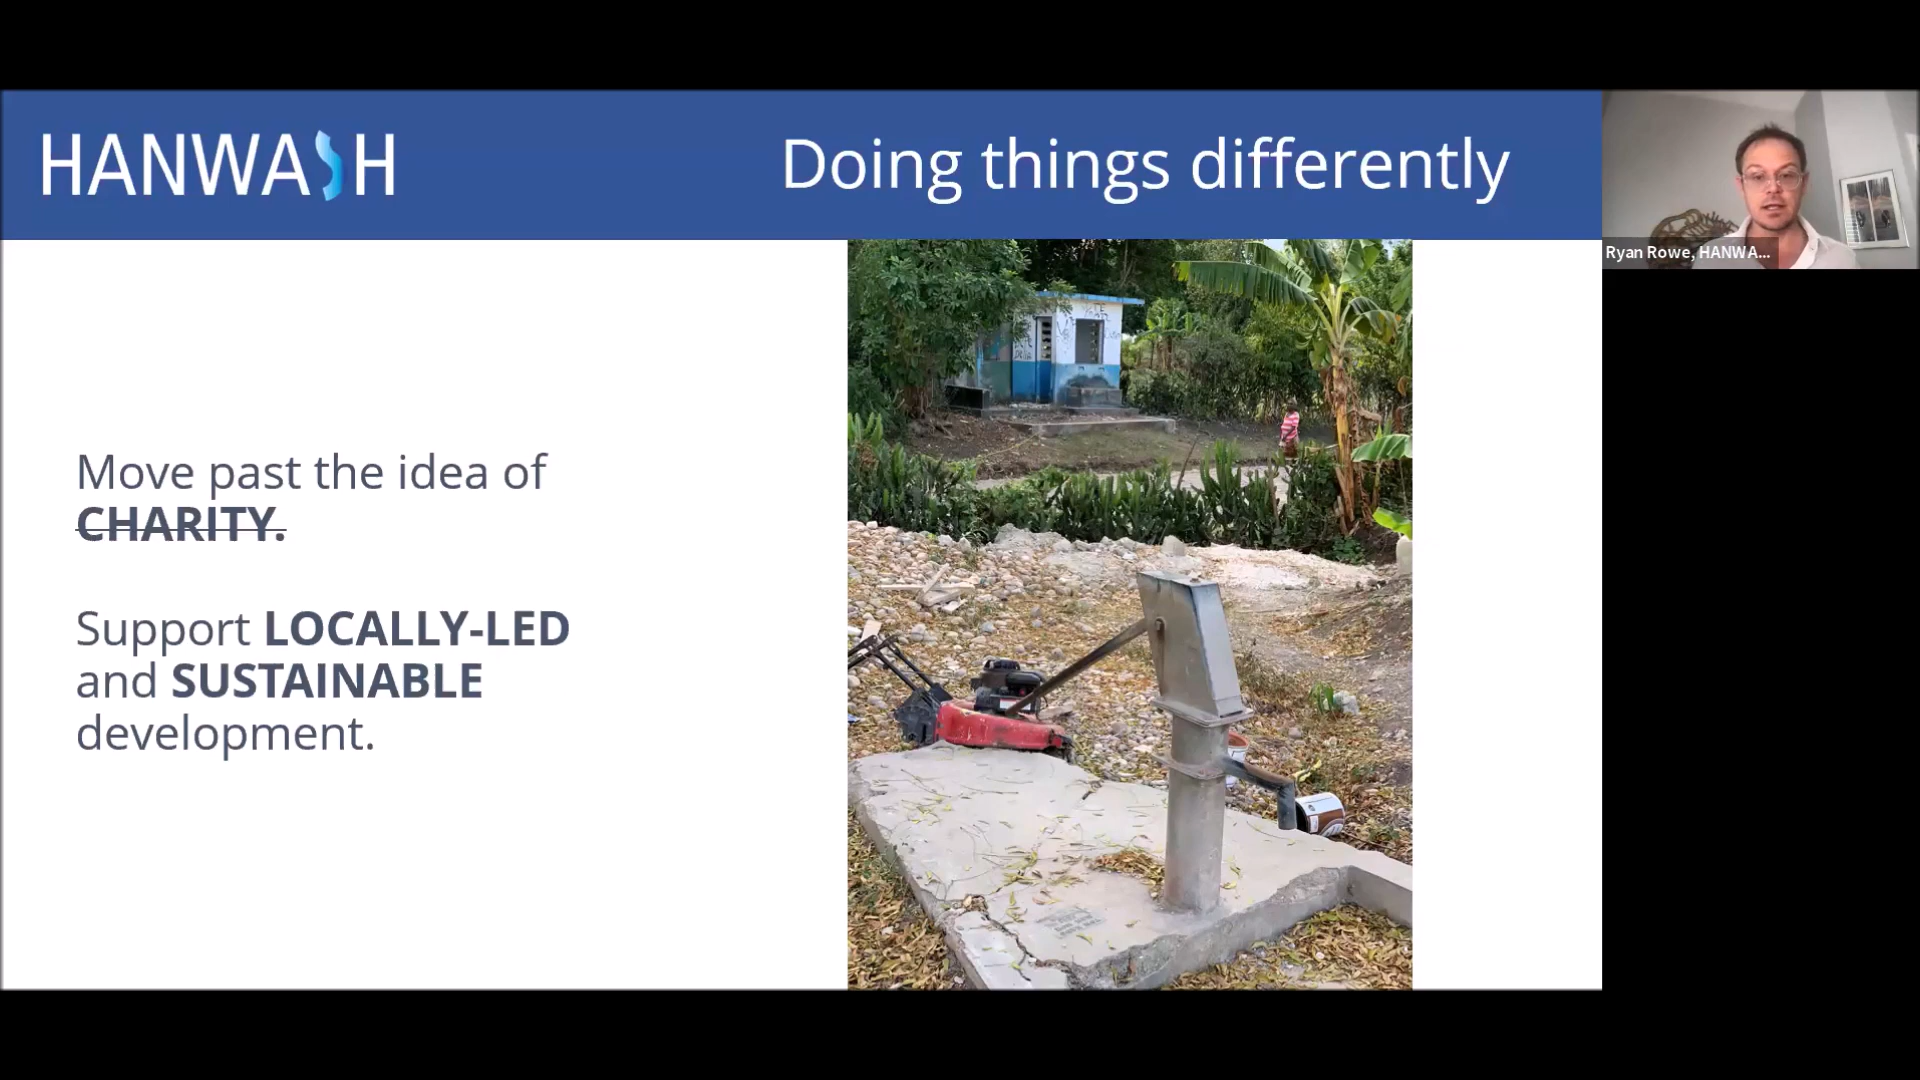 HANWASH
Doing things differently
Ryan Rowe, HANWA...
Move past the idea of
CHARITY.
Support LOCALLY-LED
and SUSTAINABLE
development.